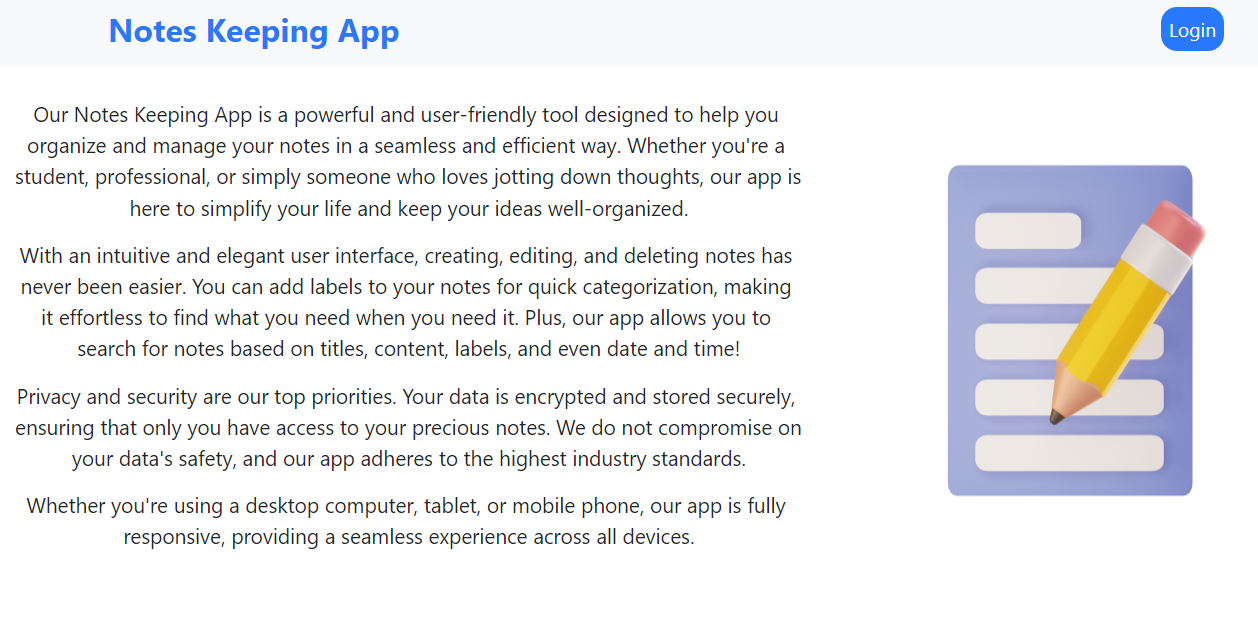 Notes Keeping App
Login
Our Notes Keeping App is a powerful and user-friendly tool designed to help you
organize and manage your notes in a seamless and efficient way. Whether you're a
student, professional, or simply someone who loves jotting down thoughts, our app is
here to simplify your life and keep your ideas well-organized.
With an intuitive and elegant user interface, creating, editing, and deleting notes has
never been easier. You can add labels to your notes for quick categorization, making
it effortless to find what you need when you need it. Plus, our app allows you to
search for notes based on titles, content, labels, and even date and time!
Privacy and security are our top priorities. Your data is encrypted and stored securely,
ensuring that only you have access to your precious notes. We do not compromise on
your data's safety, and our app adheres to the highest industry standards.
Whether you're using a desktop computer, tablet, or mobile phone, our app is fully
responsive, providing a seamless experience across all devices.